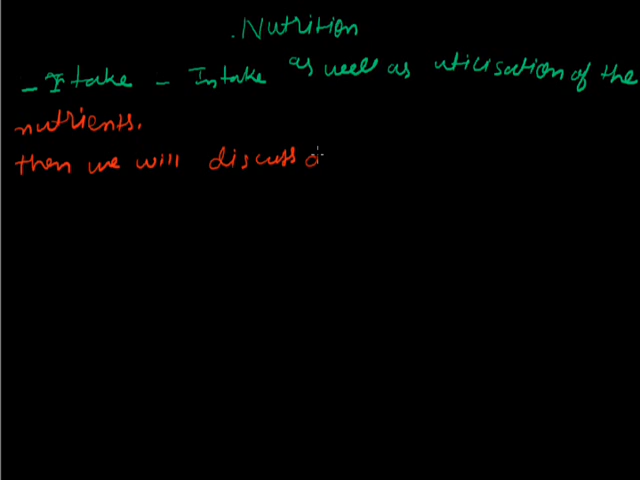 . Nutrition
- Itake - Intake as well as utilisation of the
nutrients.
then we will discuss a